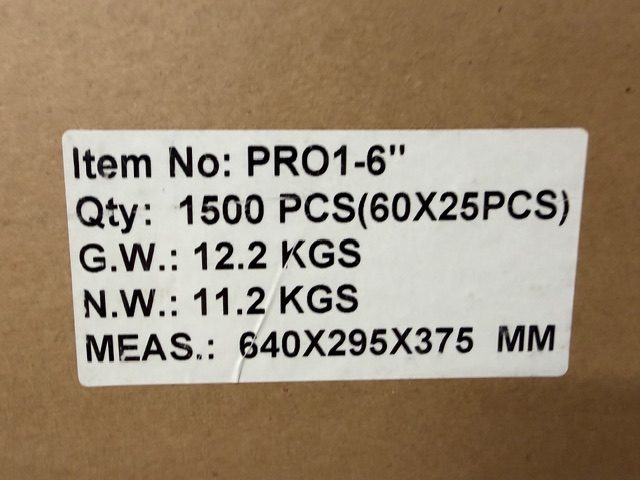 Item No: PRO1-6"
Qty: 1500 PCS(60X25PCS)
G.W.: 12.2 KGS
N.W.: 11.2 KGS
MEAS.: 640X295X375 MM